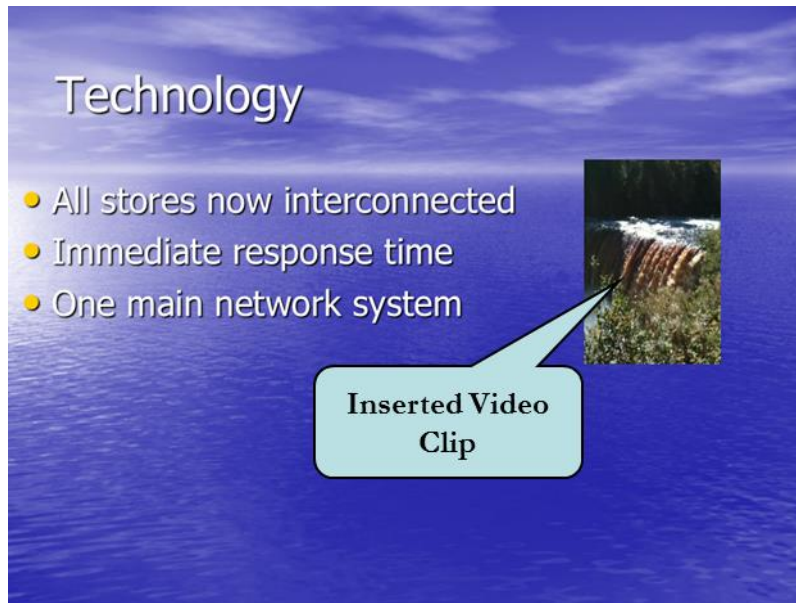 Technology
All stores now interconnected
Immediate response time
One main network system
Inserted Video
Clip